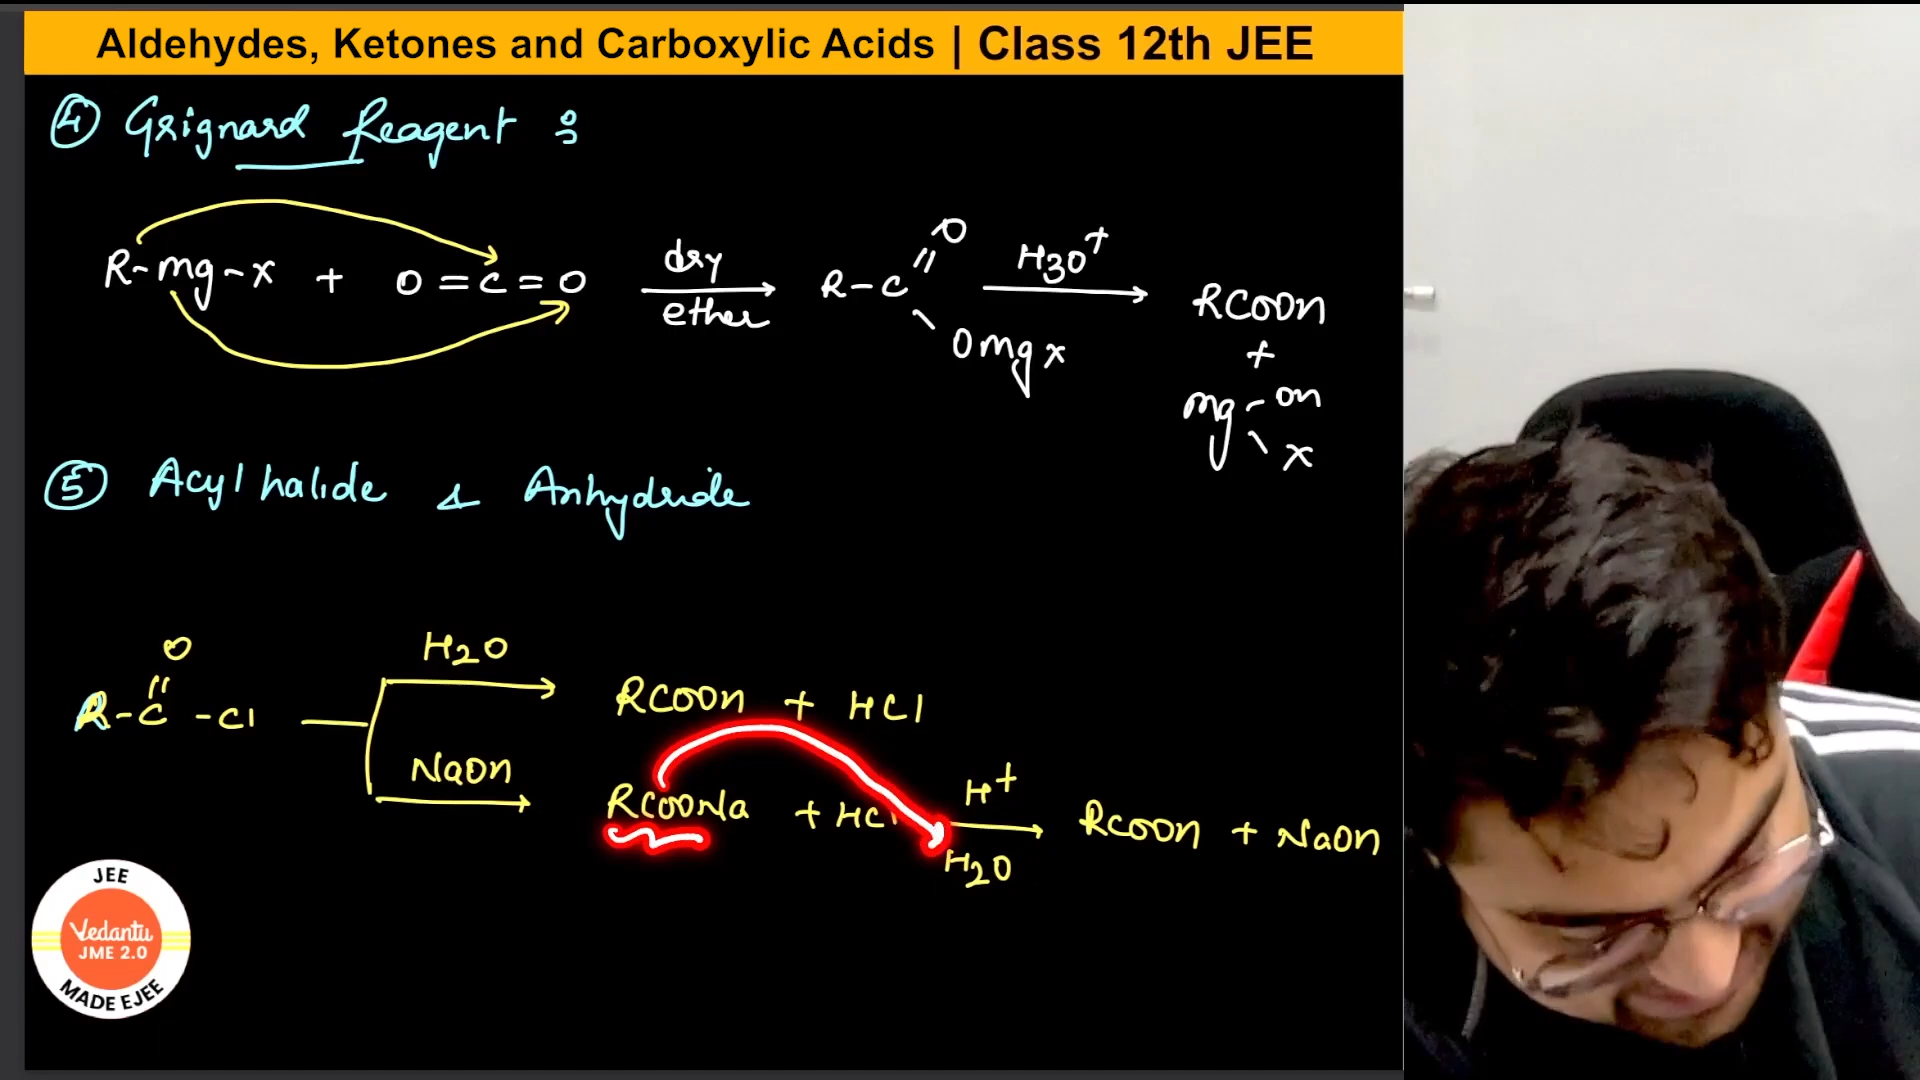 Aldehydes, Ketones and Carboxylic Acids | Class 12th JEE
④ Grignard Reagent :
R-mg-x + O=C=O dry ether R-C=O Omgx H3O+ RCOOH
+
mg-OH
x
⑤ Acyl halide & Anhydride
O
R-C-Cl
H2O RCOOH + HCl
NaOH RCOONa + HCl H+ H2O RCOOH + NaOH
JEE
Vedantu
JME 2.0
MADE EJEE